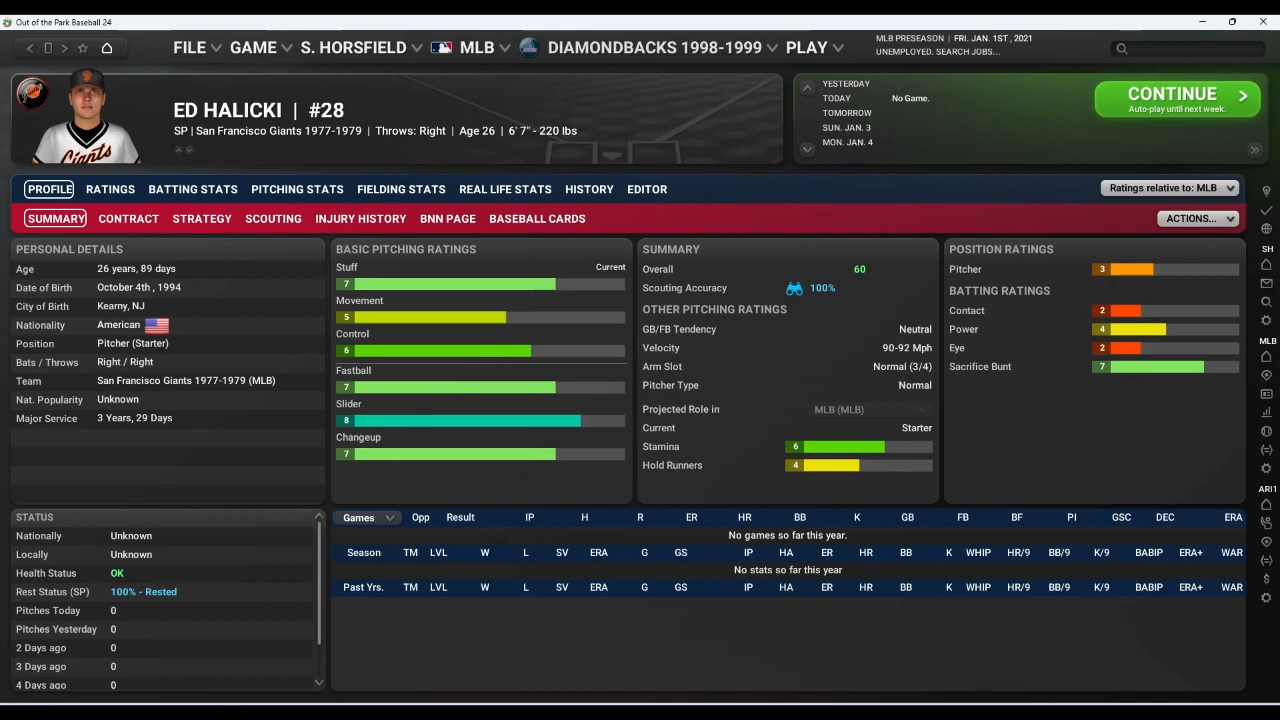 Out of the Park Baseball 24
FILE GAME S. HORSFIELD MLB DIAMONDBACKS 1998-1999 PLAY
MLB PRESEASON | FRI. JAN. 1ST , 2021
UNEMPLOYED. SEARCH JOBS...
ED HALICKI | #28
SP | San Francisco Giants 1977-1979 | Throws: Right | Age 26 | 6' 7" - 220 lbs
Giants
YESTERDAY
TODAY No Game.
TOMORROW
SUN. JAN. 3
MON. JAN. 4
CONTINUE
Auto-play until next week.
PROFILE RATINGS BATTING STATS PITCHING STATS FIELDING STATS REAL LIFE STATS HISTORY EDITOR
Ratings relative to: MLB
SUMMARY CONTRACT STRATEGY SCOUTING INJURY HISTORY BNN PAGE BASEBALL CARDS
ACTIONS...
PERSONAL DETAILS
Age 26 years, 89 days
Date of Birth October 4th , 1994
City of Birth Kearny, NJ
Nationality American
Position Pitcher (Starter)
Bats / Throws Right / Right
Team San Francisco Giants 1977-1979 (MLB)
Nat. Popularity Unknown
Major Service 3 Years, 29 Days
BASIC PITCHING RATINGS
Stuff Current
7
Movement
5
Control
6
Fastball
7
Slider
8
Changeup
7
SUMMARY
Overall 60
Scouting Accuracy 100%
OTHER PITCHING RATINGS
GB/FB Tendency Neutral
Velocity 90-92 Mph
Arm Slot Normal (3/4)
Pitcher Type Normal
Projected Role in MLB (MLB)
Current Starter
Stamina 6
Hold Runners 4
POSITION RATINGS
Pitcher 3
BATTING RATINGS
Contact 2
Power 4
Eye 2
Sacrifice Bunt 7
SH
MLB
ARI1
STATUS
Nationally Unknown
Locally Unknown
Health Status OK
Rest Status (SP) 100% - Rested
Pitches Today 0
Pitches Yesterday 0
2 Days ago 0
3 Days ago 0
4 Days ago 0
Games Opp Result IP H R ER HR BB K GB FB BF PI GSC DEC ERA
No games so far this year.
Season TM LVL W L SV ERA G GS IP HA ER HR BB K WHIP HR/9 BB/9 K/9 BABIP ERA+ WAR
No stats so far this year
Past Yrs. TM LVL W L SV ERA G GS IP HA ER HR BB K WHIP HR/9 BB/9 K/9 BABIP ERA+ WAR